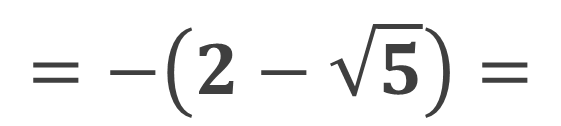 = −(2 − √5) =